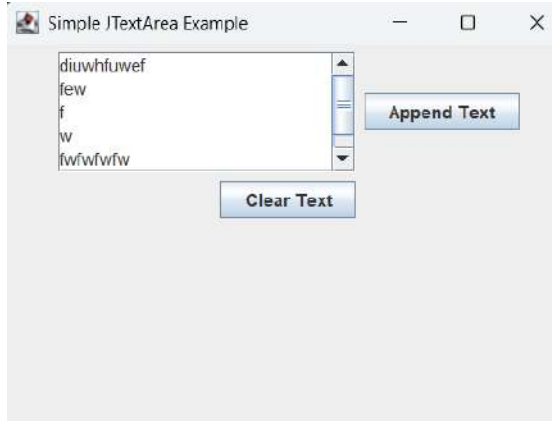 Simple JTextArea Example
diuwhfuwef
few
f
w
fwfwfwfw
Append Text
Clear Text